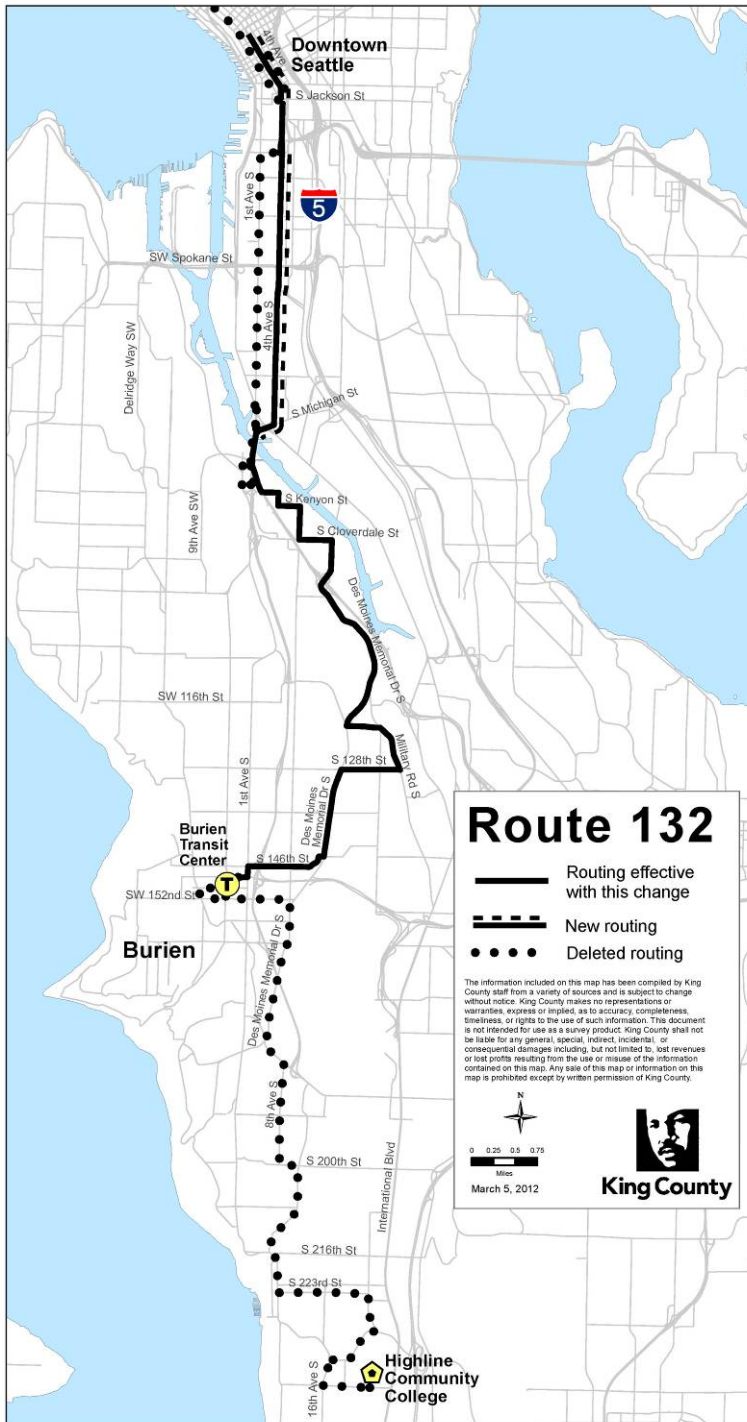 4th Ave
Downtown
Seattle
S Jackson St
1st Ave S
5
SW Spokane St
4th Ave S
Delridge Way SW
S Michigan St
9th Ave SW
S Kenyon St
S Cloverdale St
Des Moines Memorial Dr S
SW 116th St
Military Rd S
S 128th St
1st Ave S
Des Moines
Memorial Dr S
Burien
Transit
Center
S 146th St
T
SW 152nd St
Burien
Des Moines Memorial Dr S
8th Ave S
S 200th St
International Blvd
S 216th St
S 223rd St
16th Ave S
Highline
Community
College
Route 132
Routing effective
with this change
New routing
Deleted routing
The information included on this map has been compiled by King
County staff from a variety of sources and is subject to change
without notice. King County makes no representations or
warranties, express or implied, as to accuracy, completeness,
timeliness, or rights to the use of such information. This document
is not intended for use as a survey product. King County shall not
be liable for any general, special, indirect, incidental, or
consequential damages including, but not limited to, lost revenues
or lost profits resulting from the use or misuse of the information
contained on this map. Any sale of this map or information on this
map is prohibited except by written permission of King County.
N
0 0.25 0.5 0.75
Miles
March 5, 2012
King County